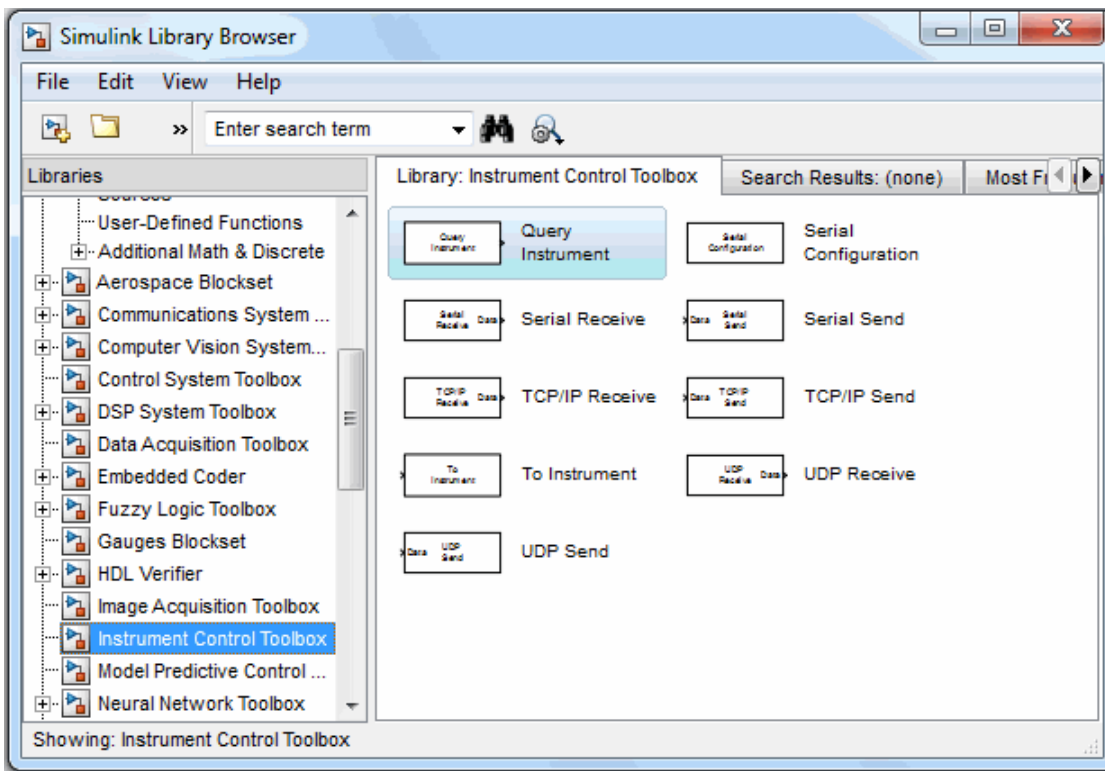 Simulink Library Browser
File Edit View Help
» Enter search term
Libraries
Sources
User-Defined Functions
Additional Math & Discrete
Aerospace Blockset
Communications System ...
Computer Vision System...
Control System Toolbox
DSP System Toolbox
Data Acquisition Toolbox
Embedded Coder
Fuzzy Logic Toolbox
Gauges Blockset
HDL Verifier
Image Acquisition Toolbox
Instrument Control Toolbox
Model Predictive Control ...
Neural Network Toolbox
Library: Instrument Control Toolbox Search Results: (none) Most
Query Instrument
Query
Instrument
Serial Configuration
Serial
Configuration
Serial Receive Data
Serial Receive
Data Serial Send
Serial Send
TCP/IP Receive Data
TCP/IP Receive
Data TCP/IP Send
TCP/IP Send
To Instrument
To Instrument
UDP Receive Data
UDP Receive
Data UDP Send
UDP Send
Showing: Instrument Control Toolbox